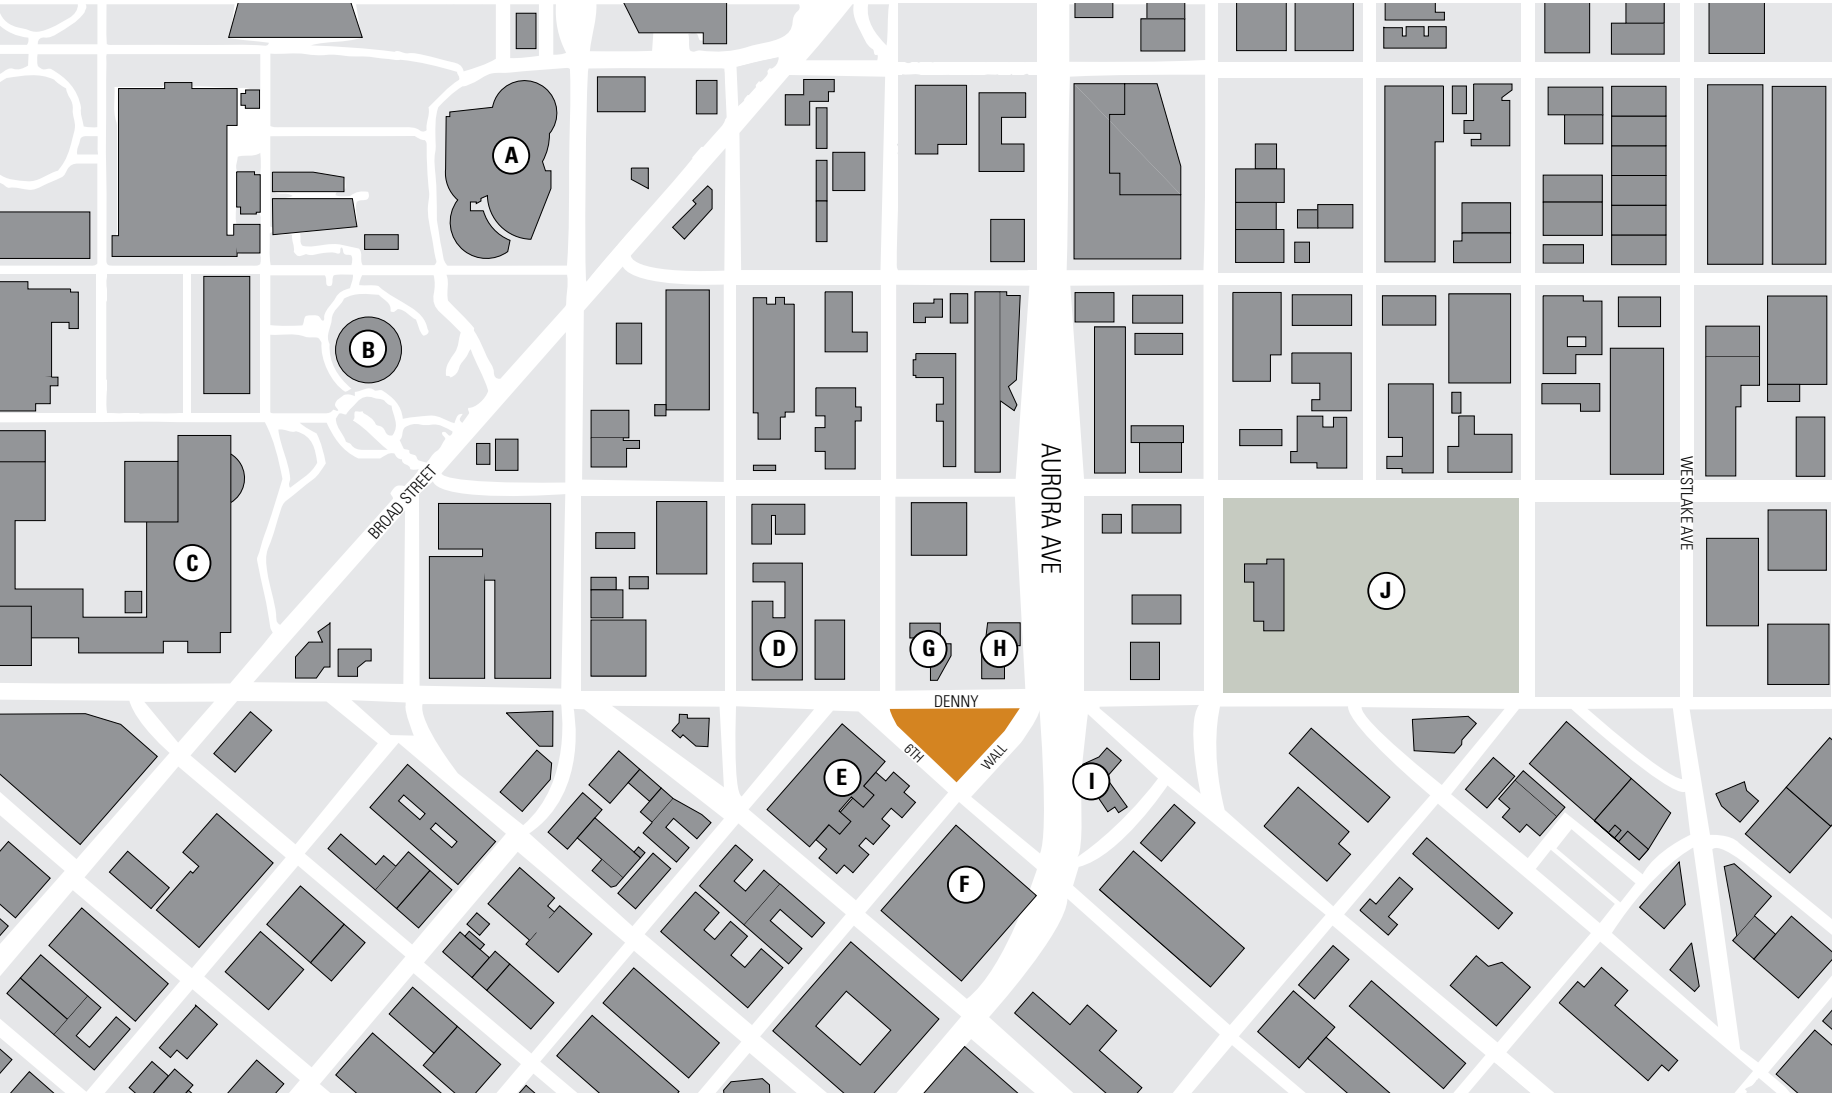 A
B
AURORA AVE
BROAD STREET
WESTLAKE AVE
C
J
D
G
H
DENNY
6TH
WALL
E
I
F